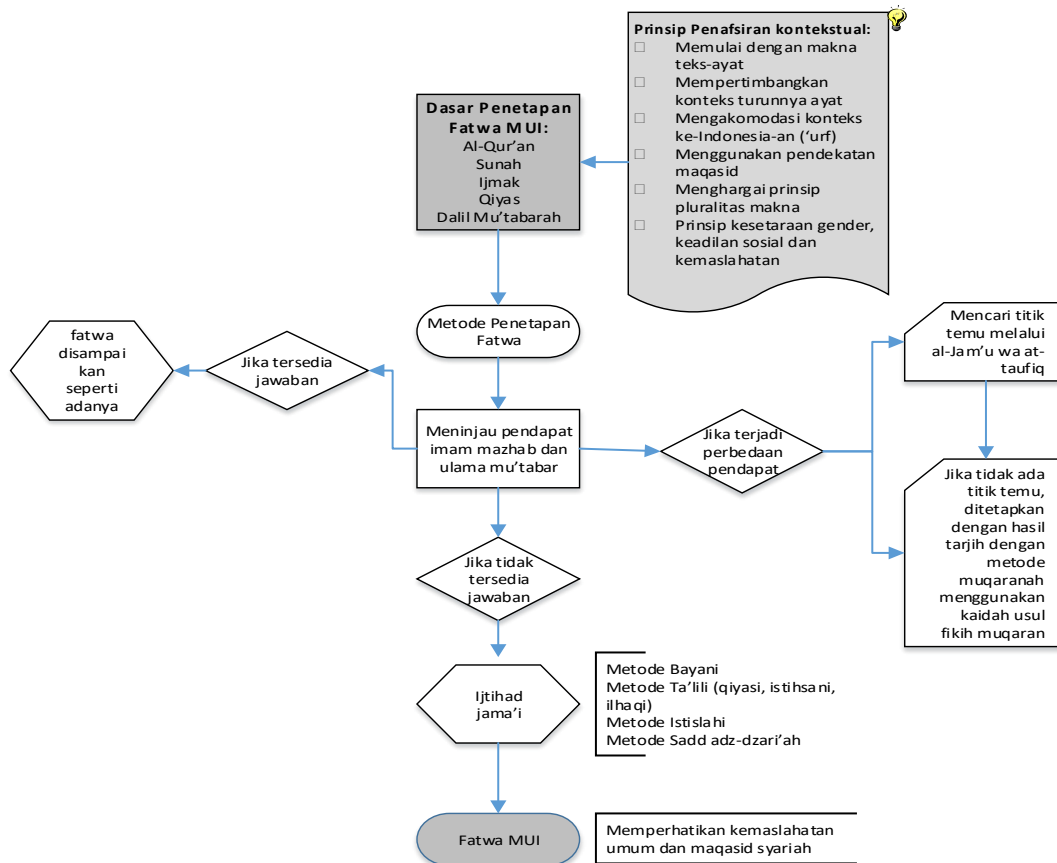 Prinsip Penafsiran kontekstual:
□ Memulai dengan makna
teks-ayat
□ Mempertimbangkan
konteks turunnya ayat
□ Mengakomodasi konteks
ke-Indonesia-an (‘urf)
□ Menggunakan pendekatan
maqasid
□ Menghargai prinsip
pluralitas makna
□ Prinsip kesetaraan gender,
keadilan sosial dan
kemaslahatan
Dasar Penetapan
Fatwa MUI:
Al-Qur’an
Sunah
Ijmak
Qiyas
Dalil Mu’tabarah
Metode Penetapan
Fatwa
fatwa
disampai
kan
seperti
adanya
Jika tersedia
jawaban
Meninjau pendapat
imam mazhab dan
ulama mu’tabar
Jika terjadi
perbedaan
pendapat
Mencari titik
temu melalui
al-Jam’u wa at-
taufiq
Jika tidak ada
titik temu,
ditetapkan
dengan hasil
tarjih dengan
metode
muqaranah
menggunakan
kaidah usul
fikih muqaran
Jika tidak
tersedia
jawaban
Ijtihad
jama’i
Metode Bayani
Metode Ta’lili (qiyasi, istihsani,
ilhaqi)
Metode Istislahi
Metode Sadd adz-dzari’ah
Fatwa MUI
Memperhatikan kemaslahatan
umum dan maqasid syariah